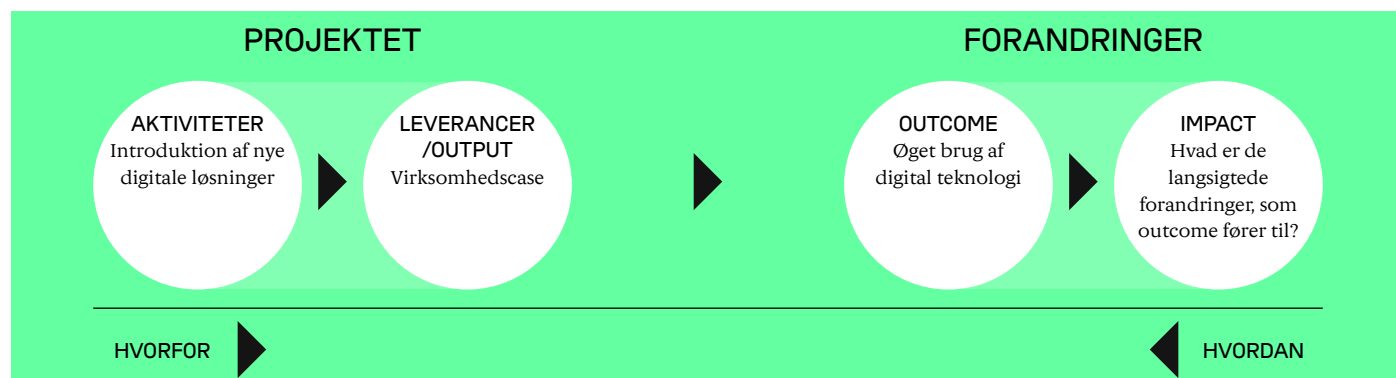 PROJEKTET
FORANDRINGER
AKTIVITETER
Introduktion af nye
digitale løsninger
LEVERANCER
/OUTPUT
Virksomhedscase
OUTCOME
Øget brug af
digital teknologi
IMPACT
Hvad er de
langsigtede
forandringer, som
outcome fører til?
HVORFOR
HVORDAN